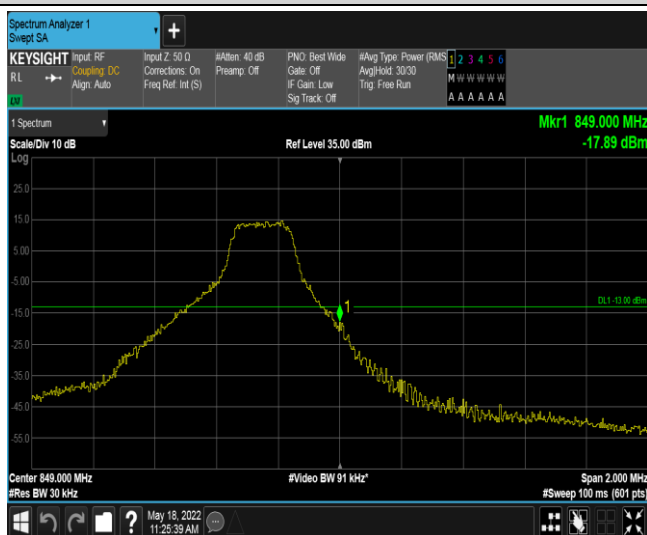 Spectrum Analyzer 1
Swept SA
+
KEYSIGHT
RL
Input: RF
Coupling: DC
Align: Auto
Input Z: 50 Ω
Corrections: On
Freq Ref: Int (S)
#Atten: 40 dB
Preamp: Off
PNO: Best Wide
Gate: Off
IF Gain: Low
Sig Track: Off
#Avg Type: Power (RMS
Avg|Hold: 30/30
Trig: Free Run
1 2 3 4 5 6
M W W W W W
A A A A A A
1 Spectrum
Mkr1 849.000 MHz
-17.89 dBm
Scale/Div 10 dB
Ref Level 35.00 dBm
Log
25.0
15.0
5.00
-5.00
DL1 -13.00 dBm
1
-15.0
-25.0
-35.0
-45.0
-55.0
Center 849.000 MHz
#Video BW 91 kHz*
Span 2.000 MHz
#Res BW 30 kHz
#Sweep 100 ms (601 pts)
?
May 18, 2022
11:25:39 AM